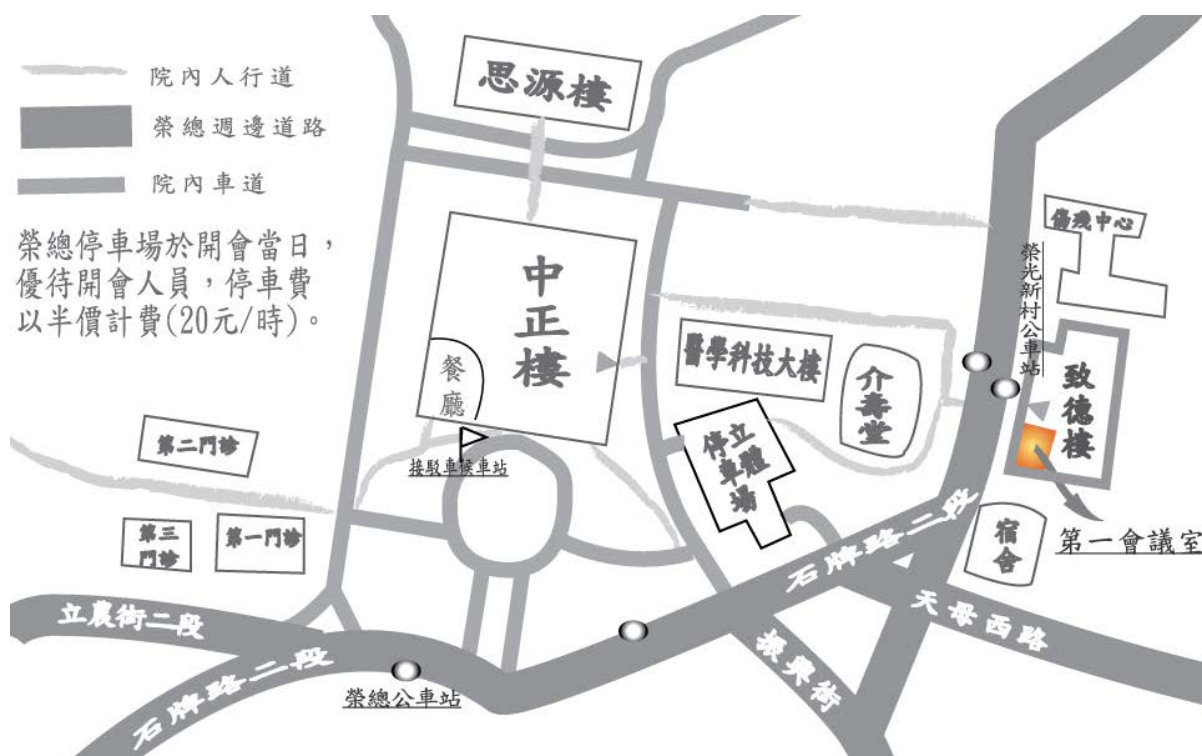 院內人行道
榮總週邊道路
院內車道
榮總停車場於開會當日，
優待開會人員，停車費
以半價計費(20元/時)。
思源樓
中正樓
餐廳
接駁車候車站
醫學科技大樓
介壽堂
立體
停車場
傷殘中心
榮光新村公車站
致德樓
第一會議室
宿舍
第二門診
第三
門診
第一門診
立農街二段
石牌路二段
榮總公車站
石牌路二段
振興街
天母西路